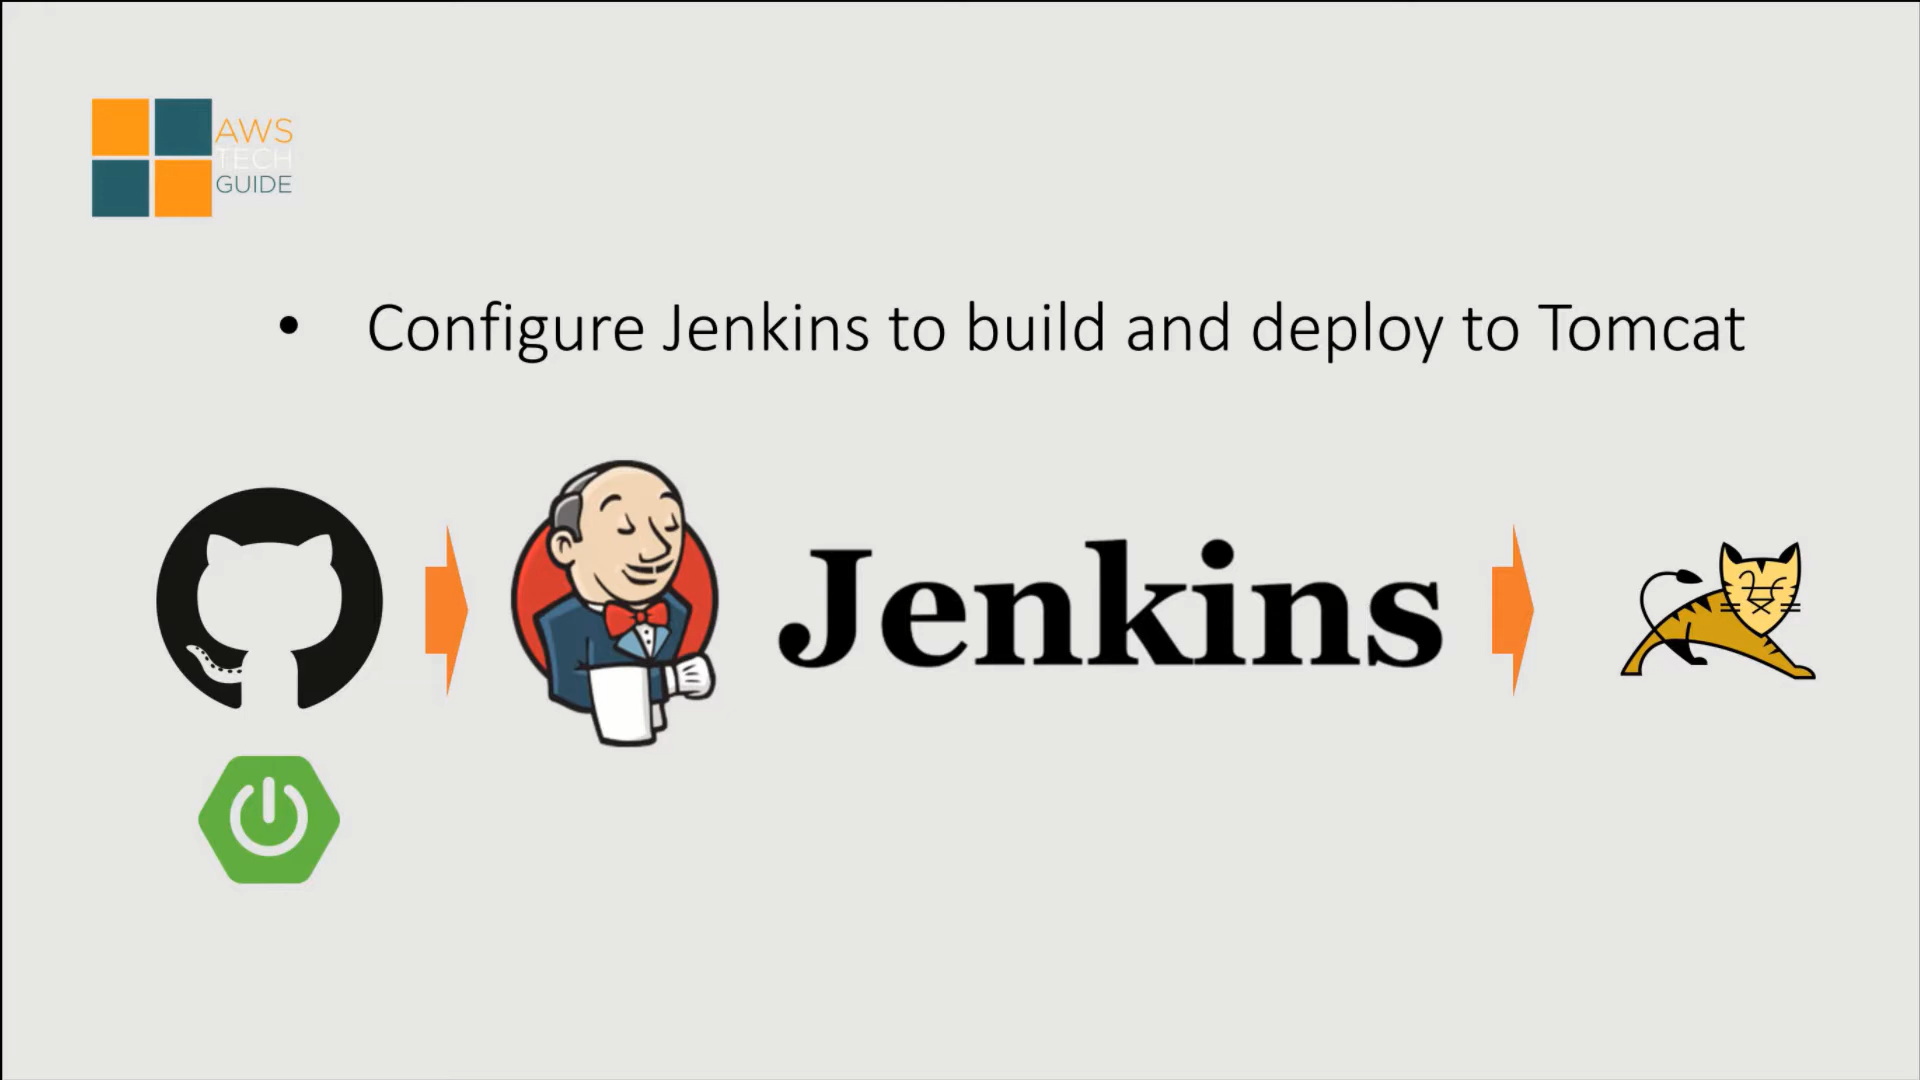 AWS
TECH
GUIDE
• Configure Jenkins to build and deploy to Tomcat
Jenkins